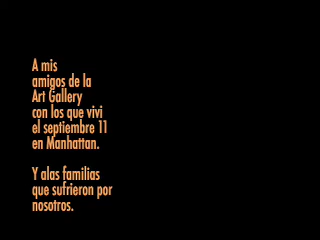 A mis
amigos de la
Art Gallery
con los que vivi
el septiembre 11
en Manhattan.
Y alas familias
que sufrieron por
nosotros.